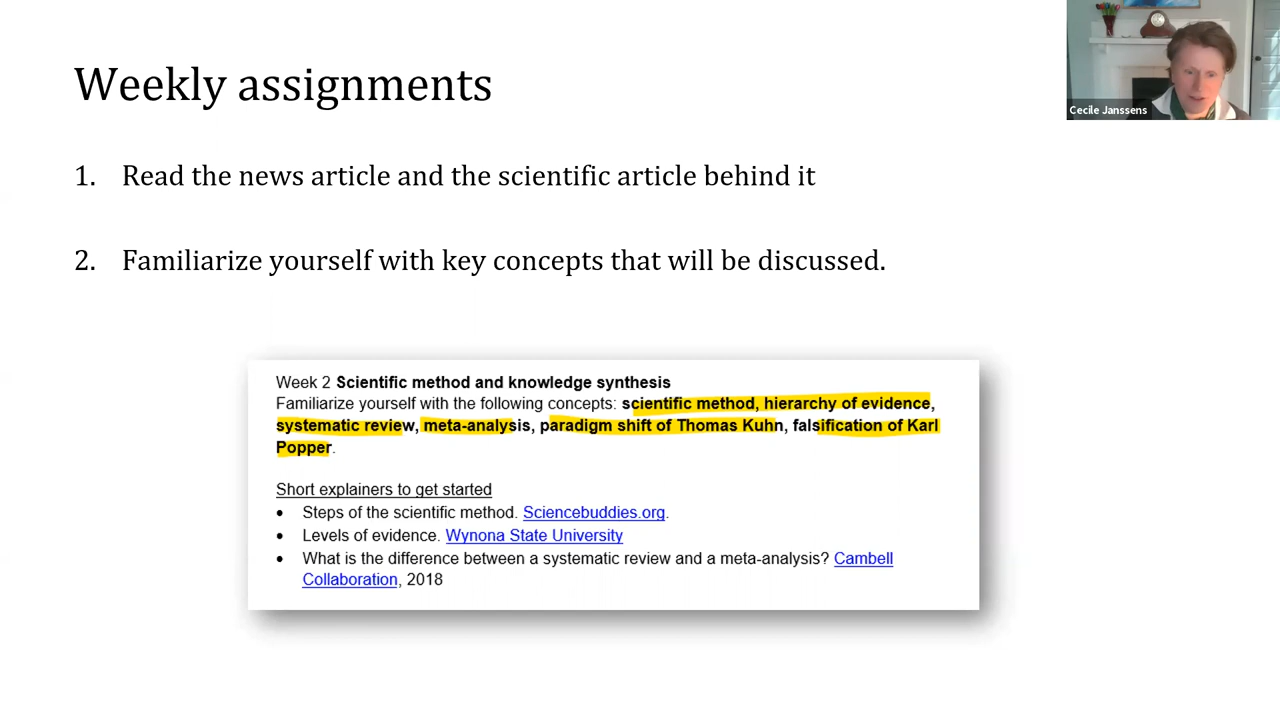 Weekly assignments
Cecile Janssens
1. Read the news article and the scientific article behind it
2. Familiarize yourself with key concepts that will be discussed.
Week 2 Scientific method and knowledge synthesis
Familiarize yourself with the following concepts: scientific method, hierarchy of evidence,
systematic review, meta-analysis, paradigm shift of Thomas Kuhn, falsification of Karl
Popper.
Short explainers to get started
• Steps of the scientific method. Sciencebuddies.org.
• Levels of evidence. Wynona State University
• What is the difference between a systematic review and a meta-analysis? Cambell
Collaboration, 2018